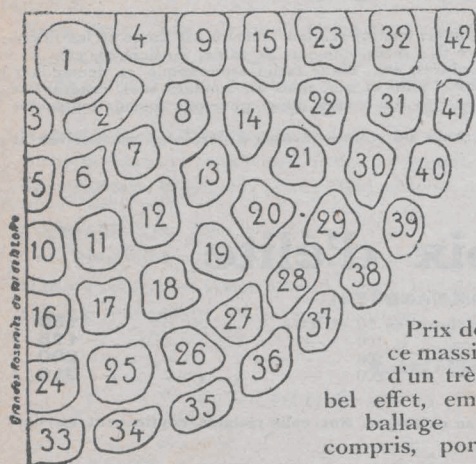 1 4 9 15 23 32 42
3 2 8 14 22 31 41
5 6 7 13 21 30 40
10 11 12 20 29 39
16 17 18 19 28 38
24 25 26 27 37
33 34 35 36
Prix de
ce massi
d'un trè
bel effet, em
ballage
compris, por